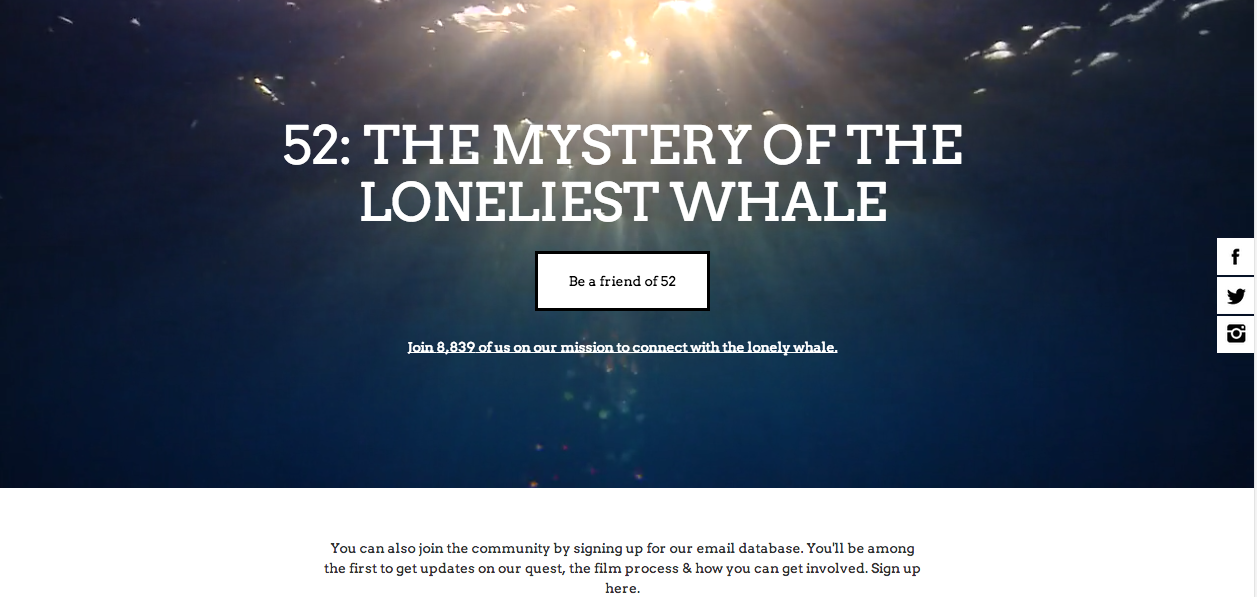 52: THE MYSTERY OF THE
LONELIEST WHALE
Be a friend of 52
Join 8,839 of us on our mission to connect with the lonely whale.
You can also join the community by signing up for our email database. You'll be among
the first to get updates on our quest, the film process & how you can get involved. Sign up
here.